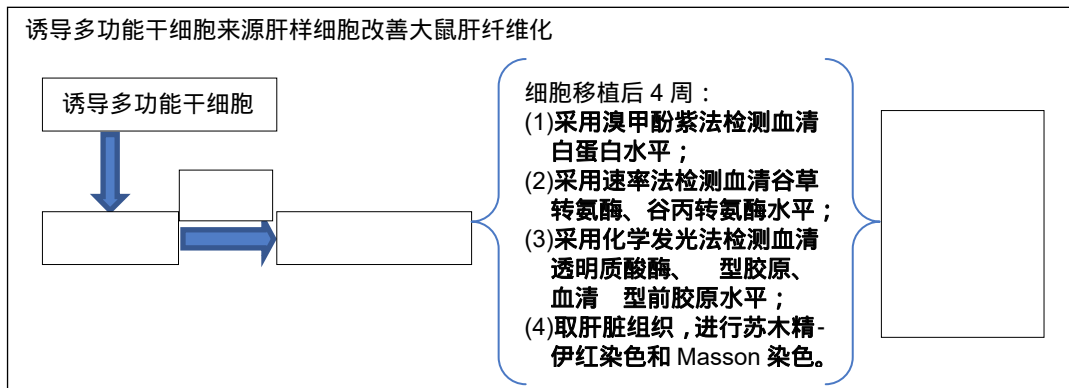 诱导多功能干细胞来源肝样细胞改善大鼠肝纤维化
诱导多功能干细胞
细胞移植后 4 周：
(1)采用溴甲酚紫法检测血清
白蛋白水平；
(2)采用速率法检测血清谷草
转氨酶、谷丙转氨酶水平；
(3)采用化学发光法检测血清
透明质酸酶、 型胶原、
血清 型前胶原水平；
(4)取肝脏组织，进行苏木精-
伊红染色和 Masson 染色。